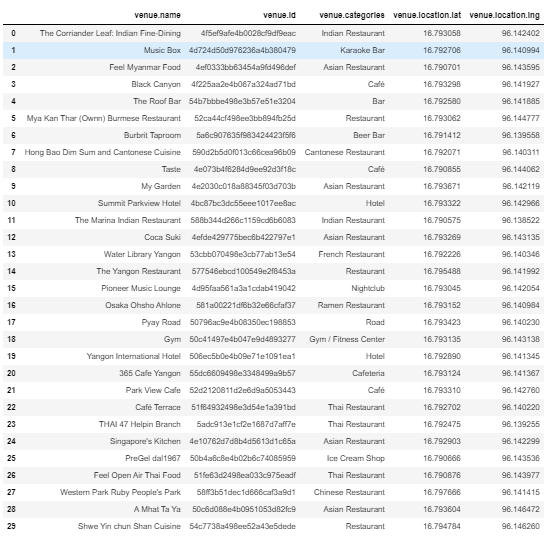 venue.name venue.id venue.categories venue.location.lat venue.location.lng
0 The Corriander Leaf: Indian Fine-Dining 4f5ef9afe4b0028cf9df9eac Indian Restaurant 16.793058 96.142402
1 Music Box 4d724d50d976236a4b380479 Karaoke Bar 16.792706 96.140994
2 Feel Myanmar Food 4ef0333bb63454a9fd496def Asian Restaurant 16.790701 96.143595
3 Black Canyon 4f225aa2e4b067a324ad71bd Café 16.793298 96.141927
4 The Roof Bar 54b7bbbe498e3b57e51e3204 Bar 16.792580 96.141885
5 Mya Kan Thar (Ownn) Burmese Restaurant 52ca44cf498ee3bb894fb25d Restaurant 16.793062 96.144777
6 Burbrit Taproom 5a6c907635f983424423f5f6 Beer Bar 16.791412 96.139558
7 Hong Bao Dim Sum and Cantonese Cuisine 590d2b5d0f013c66cea96b09 Cantonese Restaurant 16.792071 96.140311
8 Taste 4e073b4f6284d9ee92d3f18c Café 16.790855 96.144062
9 My Garden 4e2030c018a88345f03d703b Asian Restaurant 16.793671 96.142119
10 Summit Parkview Hotel 4bc87bc3dc55eee1017ee8ac Hotel 16.793322 96.142966
11 The Marina Indian Restaurant 588b344d266c1159cd6b6083 Indian Restaurant 16.790575 96.138522
12 Coca Suki 4efde429775bec6b422797e1 Asian Restaurant 16.793269 96.143135
13 Water Library Yangon 53cbb070498e3cb77ab13e54 French Restaurant 16.792226 96.140346
14 The Yangon Restaurant 577546ebcd100549e2f8453a Restaurant 16.795488 96.141992
15 Pioneer Music Lounge 4d95faa561a3a1cdab419042 Nightclub 16.793045 96.142054
16 Osaka Ohsho Ahlone 581a00221df6b32e66cfaf37 Ramen Restaurant 16.793152 96.140984
17 Pyay Road 50796ac9e4b08350ec198853 Road 16.793423 96.140230
18 Gym 50c41497e4b047e9d4893277 Gym / Fitness Center 16.793135 96.143138
19 Yangon International Hotel 506ec5b0e4b09e71e1091ea1 Hotel 16.792890 96.141345
20 365 Cafe Yangon 55dc6609498e3348499a9b57 Cafeteria 16.793124 96.141367
21 Park View Cafe 52d2120811d2e6d9a5053443 Café 16.793310 96.142760
22 Café Terrace 51f64932498e3d54e1a391bd Thai Restaurant 16.792702 96.140220
23 THAI 47 Helpin Branch 5adc913e1cf2e1687d7aff7e Thai Restaurant 16.792475 96.139255
24 Singapore's Kitchen 4e10762d7d8b4d5613d1c65a Asian Restaurant 16.792903 96.142299
25 PreGel dal1967 50b4a6c8e4b02b6c74085959 Ice Cream Shop 16.790666 96.143536
26 Feel Open Air Thai Food 51fe63d2498ea033c975eadf Thai Restaurant 16.790876 96.143977
27 Western Park Ruby People's Park 58ff3b51dec1d666caf3a9d1 Chinese Restaurant 16.797666 96.141415
28 A Mhat Ta Ya 50c6d088e4b0951053d82fc9 Asian Restaurant 16.793604 96.146472
29 Shwe Yin chun Shan Cuisine 54c7738a498ee52a43e5dede Restaurant 16.794784 96.146260